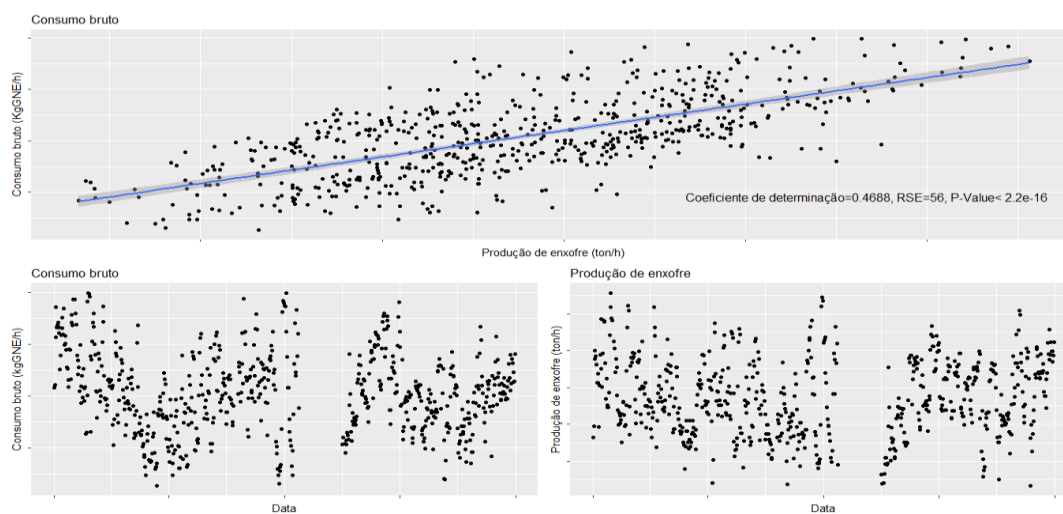 Consumo bruto
Consumo bruto (KgGNE/h)
Coeficiente de determinação=0.4688, RSE=56, P-Value< 2.2e-16
Produção de enxofre (ton/h)
Consumo bruto
Produção de enxofre
Consumo bruto (kgGNE/h)
Produção de enxofre (ton/h)
Data
Data